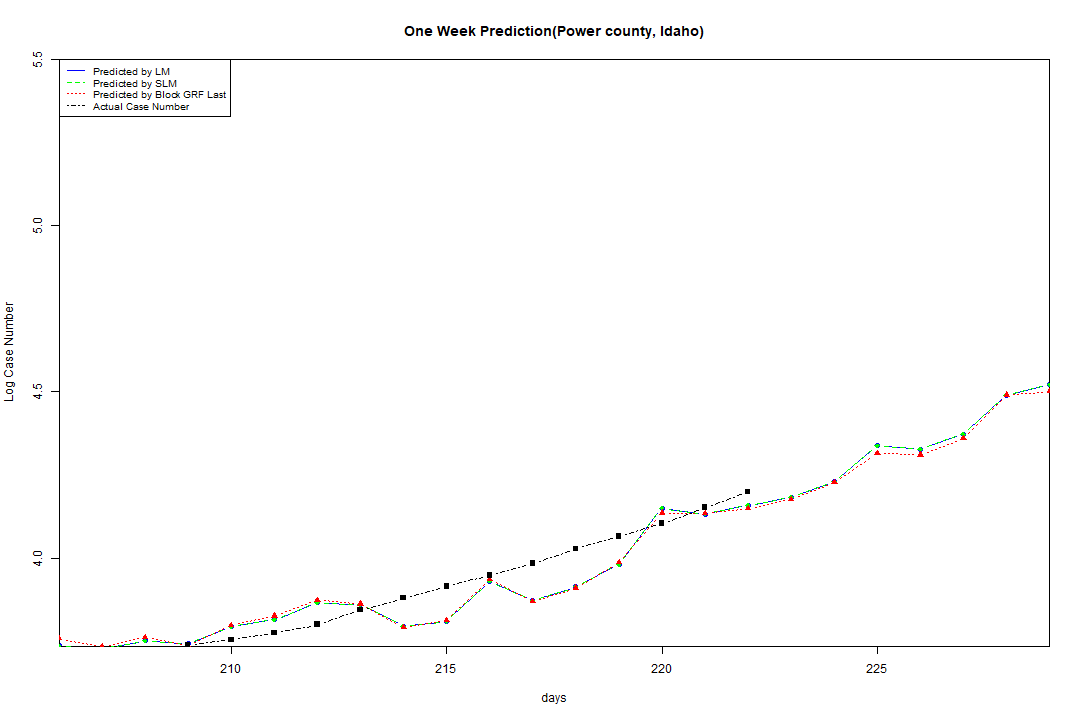 One Week Prediction(Power county, Idaho)
Predicted by LM
Predicted by SLM
Predicted by Block GRF Last
Actual Case Number
5.5
5.0
4.5
4.0
Log Case Number
210 215 220 225
days